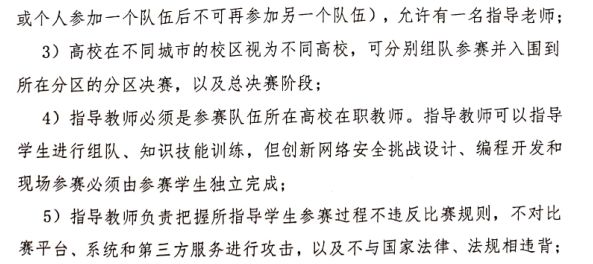 或个人参加一个队伍后不可再参加另一个队伍），允许有一名指导老师；
3）高校在不同城市的校区视为不同高校，可分别组队参赛并入围到
所在分区的分区决赛，以及总决赛阶段；
4）指导教师必须是参赛队伍所在高校在职教师。指导教师可以指导
学生进行组队、知识技能训练，但创新网络安全挑战设计、编程开发和
现场参赛必须由参赛学生独立完成；
5）指导教师负责把握所指导学生参赛过程不违反比赛规则，不对比
赛平台、系统和第三方服务进行攻击，以及不与国家法律、法规相违背；